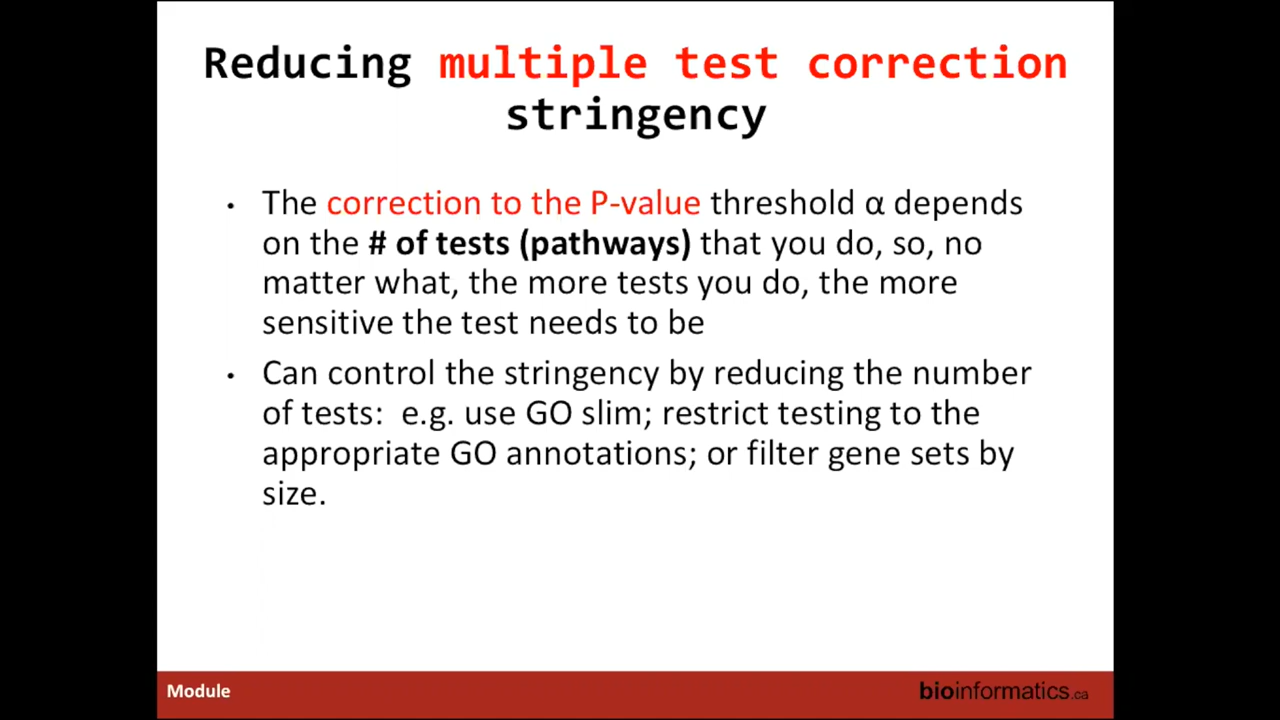 Reducing multiple test correction
stringency
• The correction to the P-value threshold α depends
on the # of tests (pathways) that you do, so, no
matter what, the more tests you do, the more
sensitive the test needs to be
• Can control the stringency by reducing the number
of tests:  e.g. use GO slim; restrict testing to the
appropriate GO annotations; or filter gene sets by
size.
Module
bioinformatics.ca